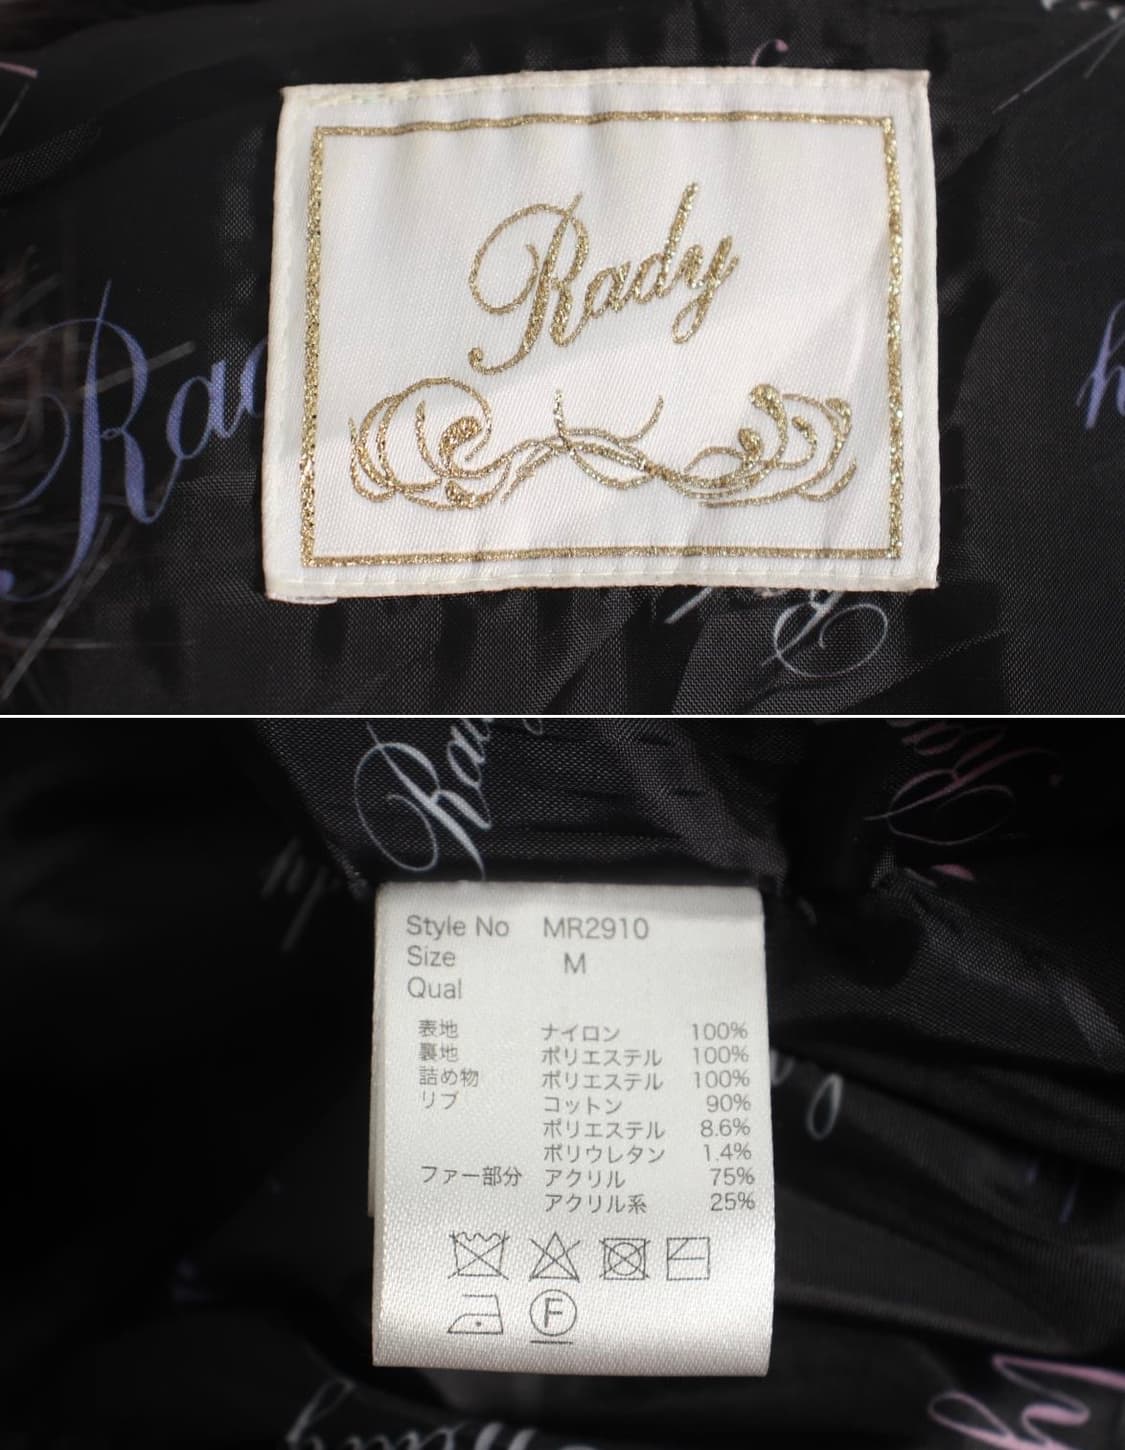 Rady
Rad
Rady
Style No MR2910
Size M
Qual
表地 ナイロン 100%
裏地 ポリエステル 100%
詰め物 ポリエステル 100%
リブ コットン 90%
ポリエステル 8.6%
ポリウレタン 1.4%
ファー部分 アクリル 75%
アクリル系 25%
F